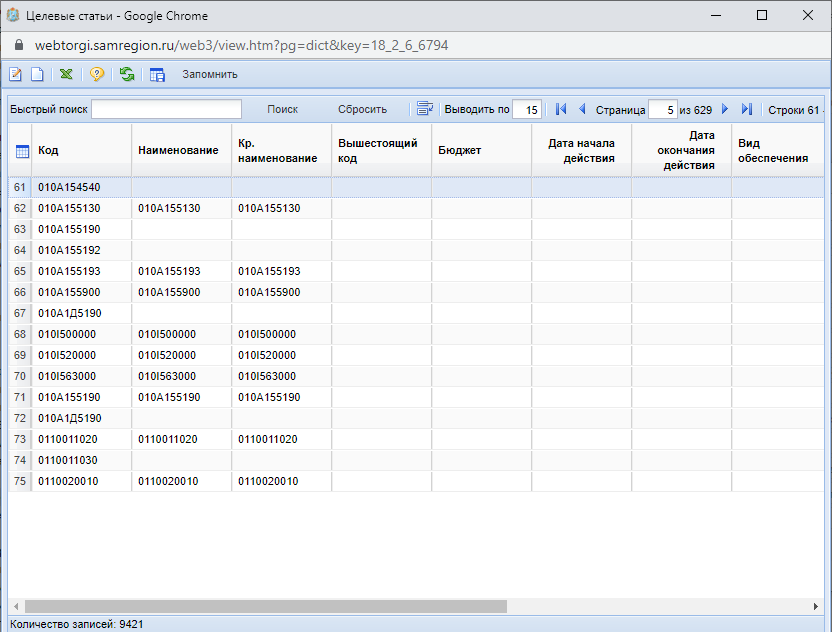 Целевые статьи - Google Chrome
webtorgi.samregion.ru/web3/view.htm?pg=dict&key=18_2_6_6794
Запомнить
Быстрый поиск Поиск Сбросить Выводить по 15 Страница 5 из 629 Строки 61 -
Код Наименование Кр. наименование Вышестоящий код Бюджет Дата начала действия Дата окончания действия Вид обеспечения
61 010A154540
62 010A155130 010A155130 010A155130
63 010A155190
64 010A155192
65 010A155193 010A155193 010A155193
66 010A155900 010A155900 010A155900
67 010A1Д5190
68 010I500000 010I500000 010I500000
69 010I520000 010I520000 010I520000
70 010I563000 010I563000 010I563000
71 010А155190 010А155190 010А155190
72 010А1Д5190
73 0110011020 0110011020 0110011020
74 0110011030
75 0110020010 0110020010 0110020010
Количество записей: 9421